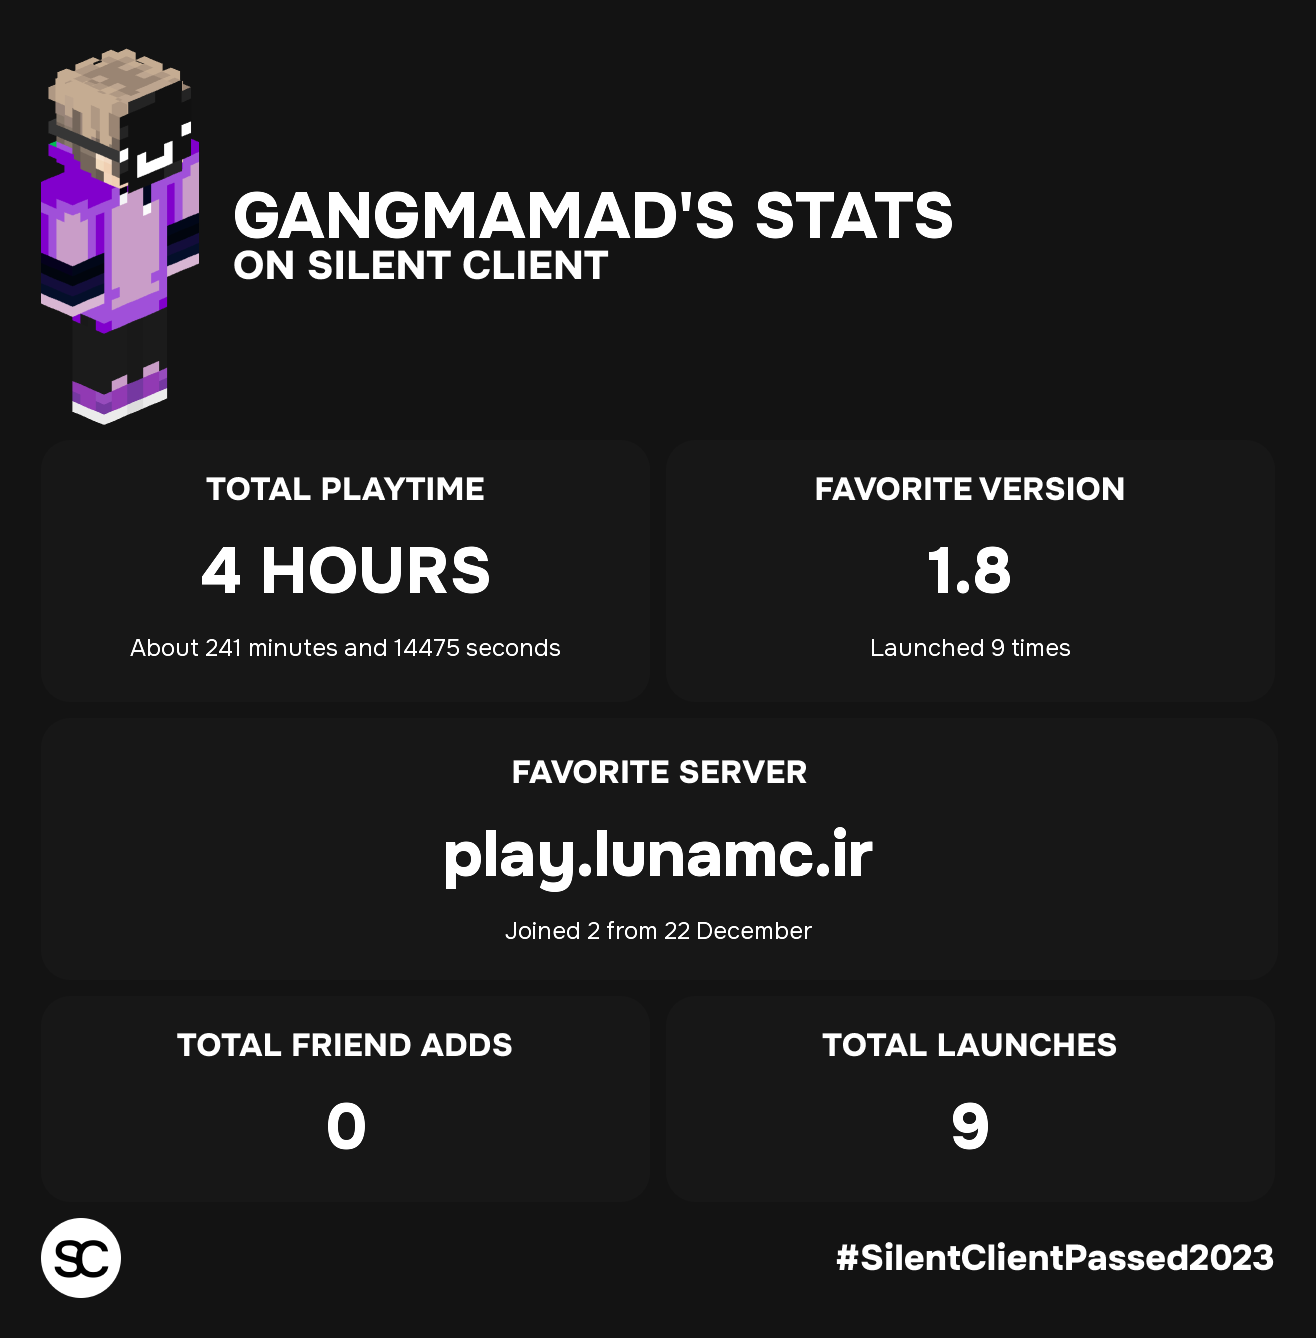 GANGMAMAD'S STATS
ON SILENT CLIENT
TOTAL PLAYTIME
4 HOURS
About 241 minutes and 14475 seconds
FAVORITE VERSION
1.8
Launched 9 times
FAVORITE SERVER
play.lunamc.ir
Joined 2 from 22 December
TOTAL FRIEND ADDS
0
TOTAL LAUNCHES
9
SC
#SilentClientPassed2023